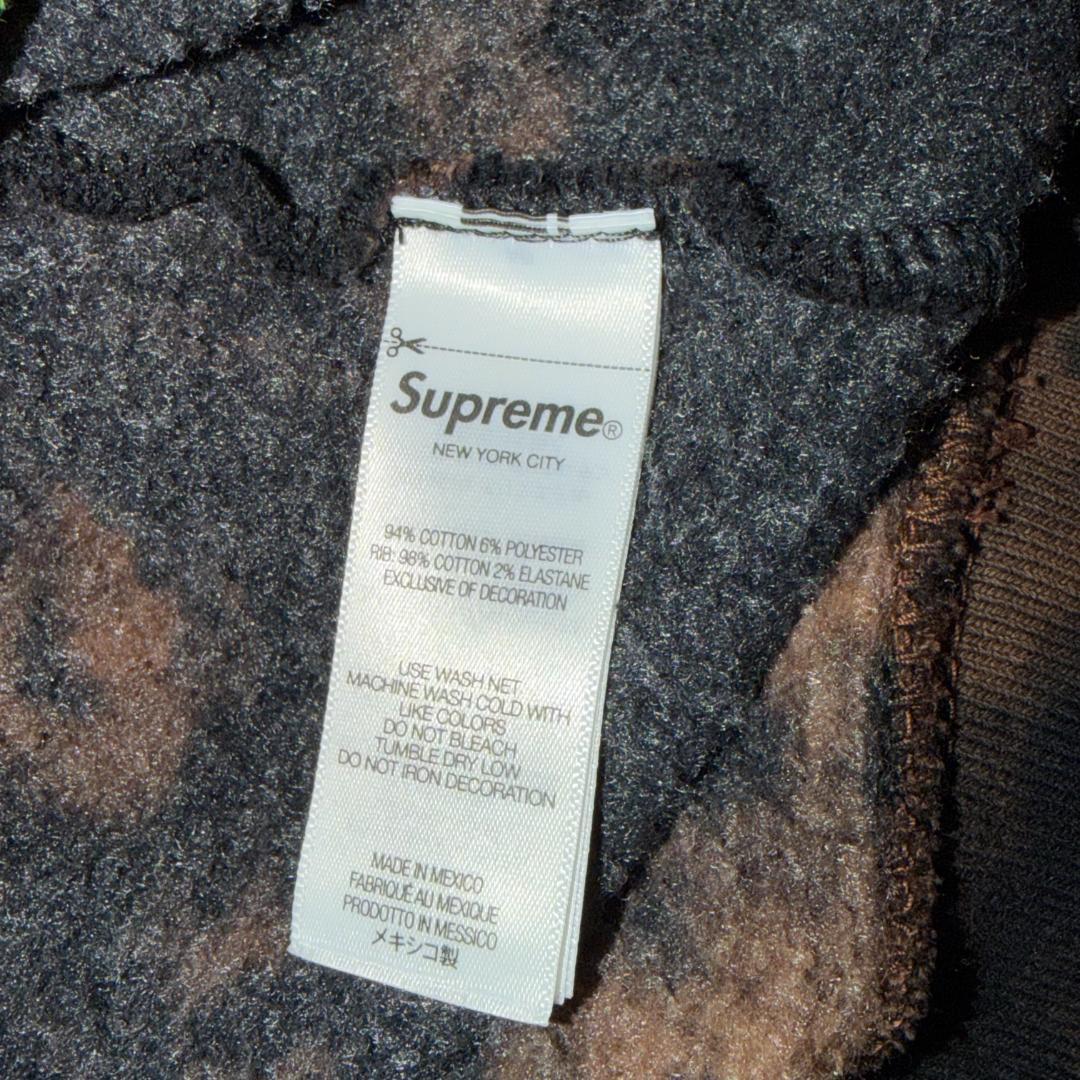 Supreme®
NEW YORK CITY
94% COTTON 6% POLYESTER
RIB: 98% COTTON 2% ELASTANE
EXCLUSIVE OF DECORATION
USE WASH NET
MACHINE WASH COLD WITH
LIKE COLORS
DO NOT BLEACH
TUMBLE DRY LOW
DO NOT IRON DECORATION
MADE IN MEXICO
FABRIQUÉ AU MEXIQUE
PRODOTTO IN MESSICO
メキシコ製